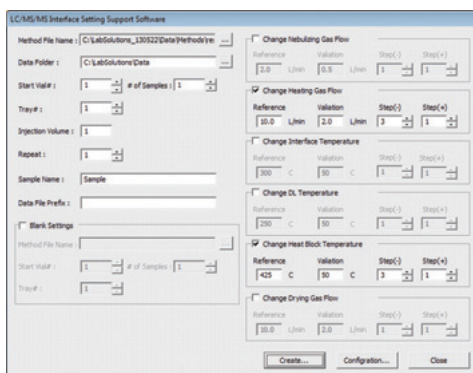 LC/MS/MS Interface Setting Support Software
Method File Name : C:\LabSolutions_130522\Data\Methods\re ...
Data Folder : C:\LabSolutions\Data ...
Start Vial# : 1 # of Samples : 1
Tray# : 1
Injection Volume : 1
Repeat : 1
Sample Name : Sample
Data File Prefix :
Blank Settings
Method File Name : ...
Start Vial# : 1 # of Samples : 1
Tray# : 1
Change Nebulizing Gas Flow
Reference Valiation Step(-) Step(+)
2.0 L/min 0.5 L/min 1 1
Change Heating Gas Flow
Reference Valiation Step(-) Step(+)
10.0 L/min 2.0 L/min 3 1
Change Interface Temperature
Reference Valiation Step(-) Step(+)
300 C 50 C 1 1
Change DL Temperature
Reference Valiation Step(-) Step(+)
250 C 50 C 1 1
Change Heat Block Temperature
Reference Valiation Step(-) Step(+)
425 C 50 C 3 1
Change Drying Gas Flow
Reference Valiation Step(-) Step(+)
10.0 L/min 2.0 L/min 1 1
Create... Configration... Close